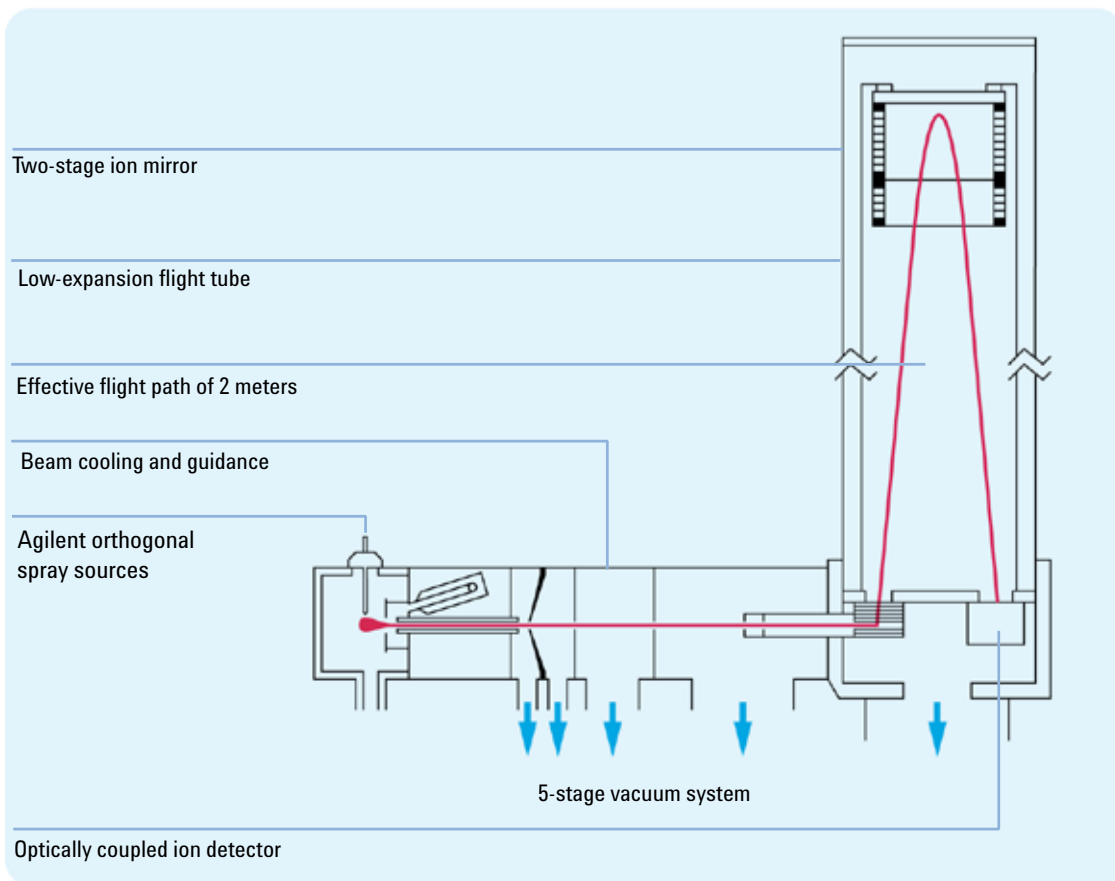 Two-stage ion mirror
Low-expansion flight tube
Effective flight path of 2 meters
Beam cooling and guidance
Agilent orthogonal
spray sources
5-stage vacuum system
Optically coupled ion detector